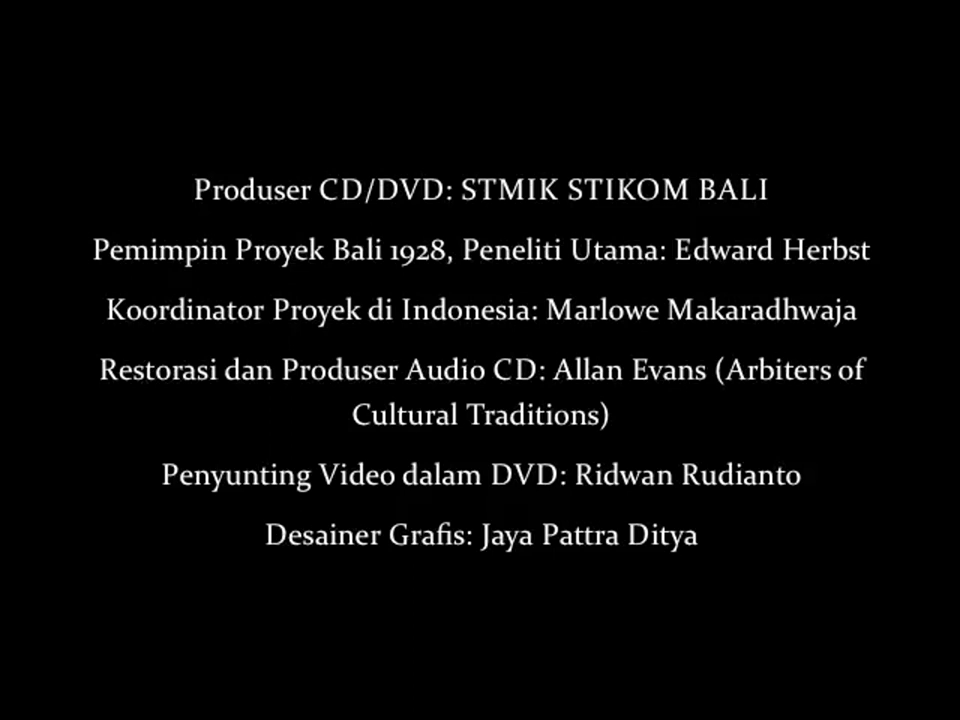 Produser CD/DVD: STMIK STIKOM BALI
Pemimpin Proyek Bali 1928, Peneliti Utama: Edward Herbst
Koordinator Proyek di Indonesia: Marlowe Makaradhwaja
Restorasi dan Produser Audio CD: Allan Evans (Arbiters of
Cultural Traditions)
Penyunting Video dalam DVD: Ridwan Rudianto
Desainer Grafis: Jaya Pattra Ditya